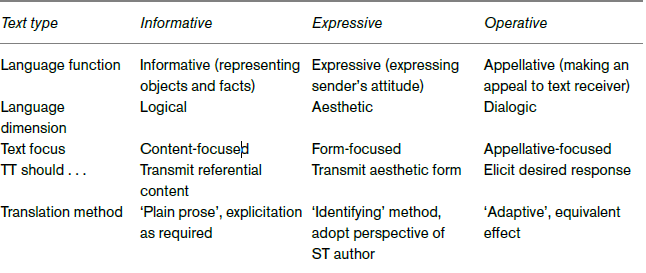 Text type Informative Expressive Operative
Language function Informative (representing Expressive (expressing Appellative (making an
objects and facts) sender's attitude) appeal to text receiver)
Language Logical Aesthetic Dialogic
dimension
Text focus Content-focused Form-focused Appellative-focused
TT should . . . Transmit referential Transmit aesthetic form Elicit desired response
content
Translation method ‘Plain prose’, explicitation ‘Identifying’ method, ‘Adaptive’, equivalent
as required adopt perspective of effect
ST author